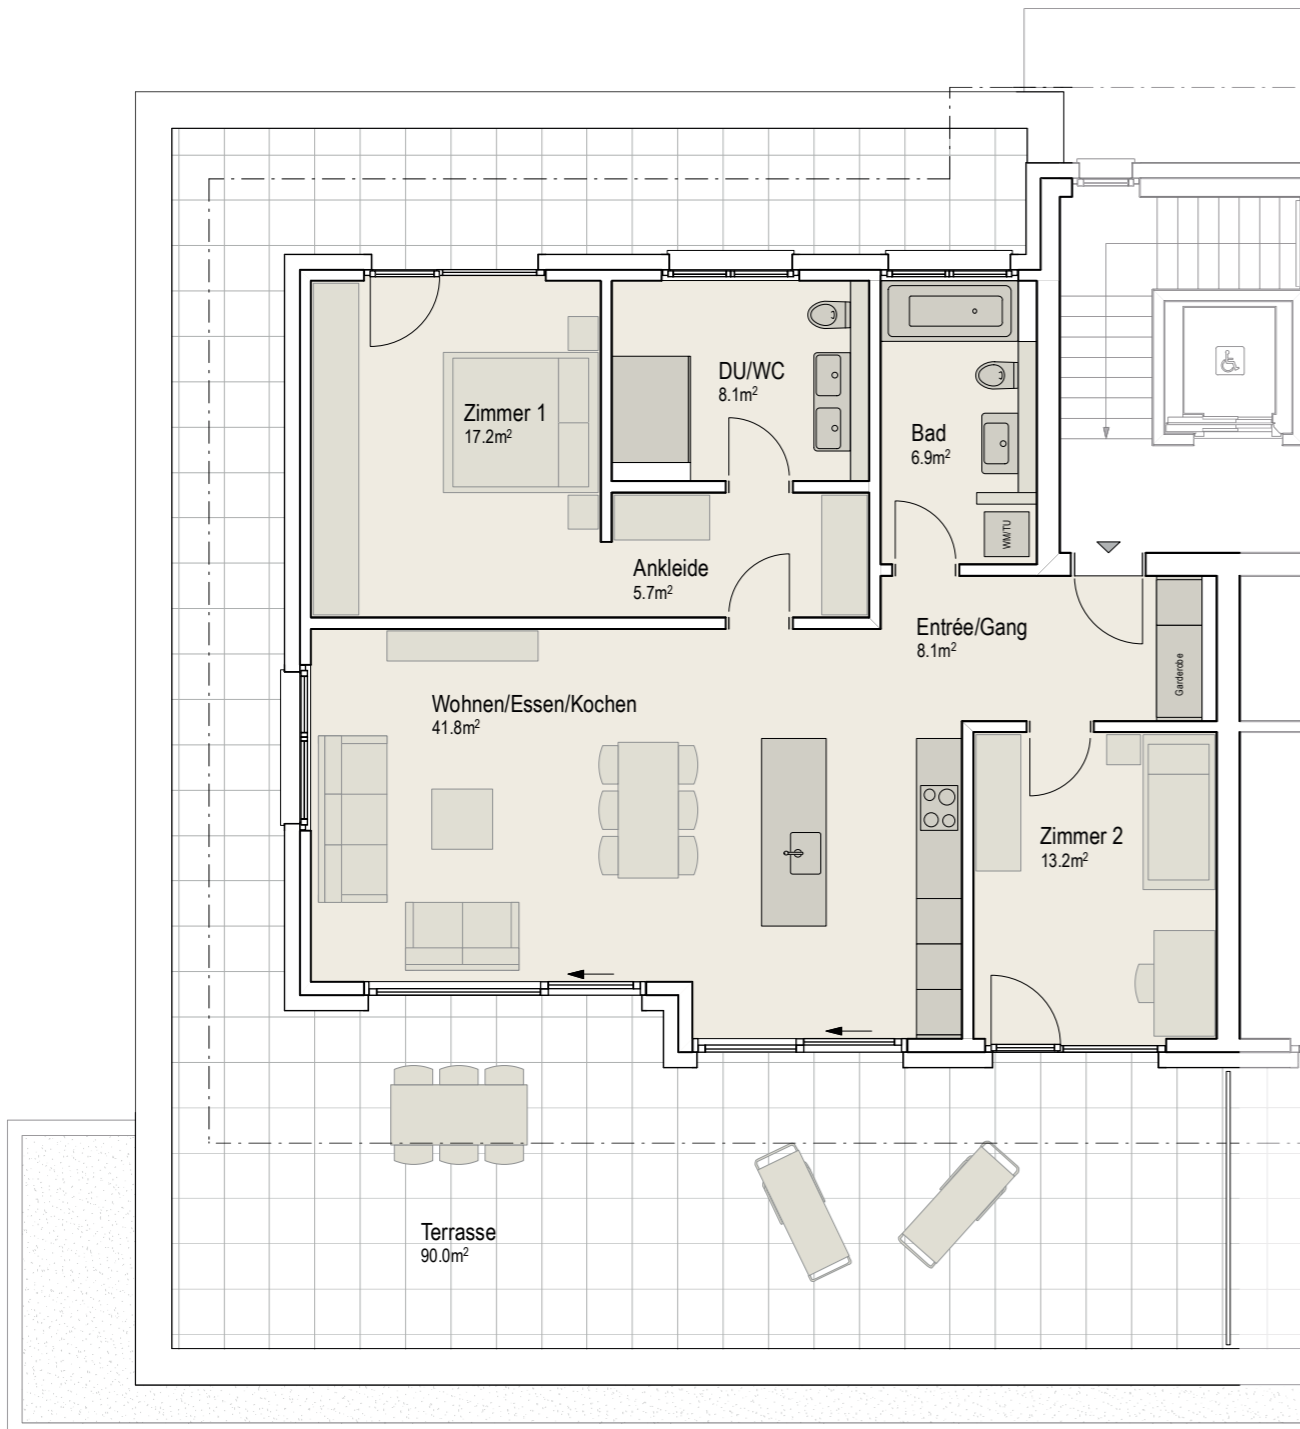 DU/WC
8.1m²
Zimmer 1
17.2m²
Bad
6.9m²
WM/TU
Ankleide
5.7m²
Entrée/Gang
8.1m²
Garderobe
Wohnen/Essen/Kochen
41.8m²
Zimmer 2
13.2m²
Terrasse
90.0m²